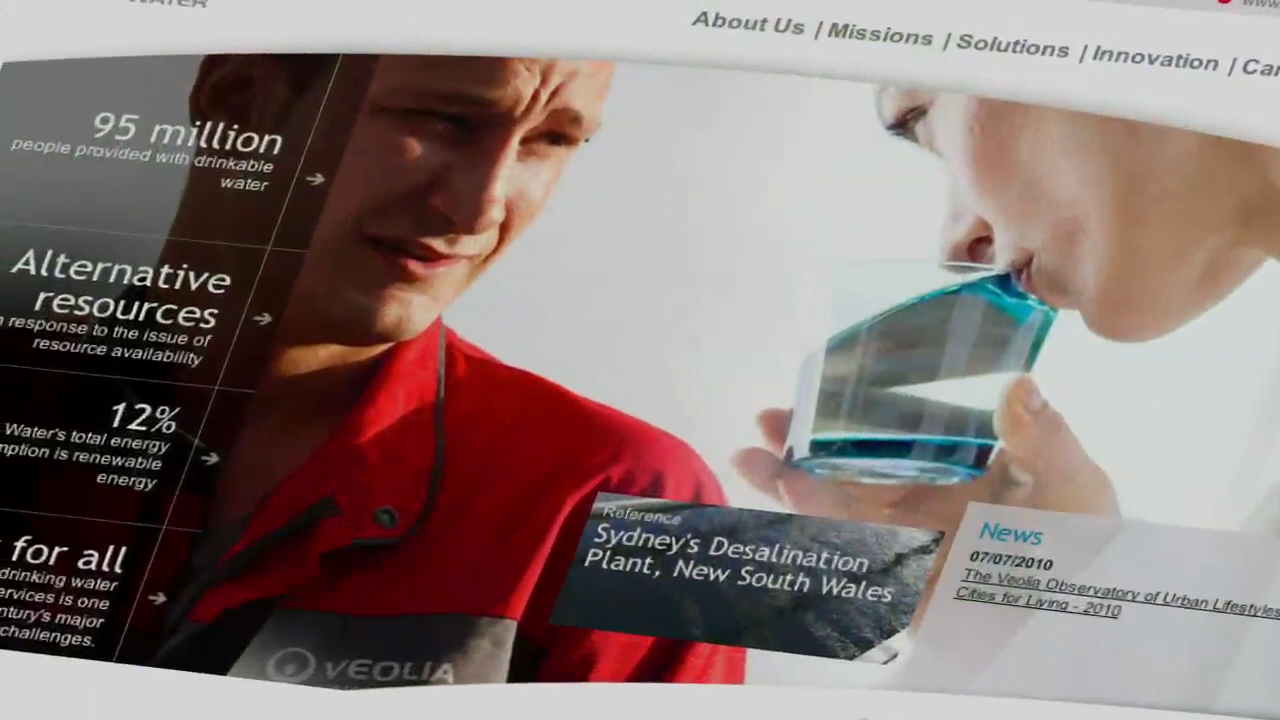 WATER
www.
About Us | Missions | Solutions | Innovation | Car
95 million
people provided with drinkable
water
Alternative
resources
response to the issue of
resource availability
12%
Water's total energy
mption is renewable
energy
for all
drinking water
ervices is one
ntury's major
challenges.
VEOLIA
Reference
Sydney's Desalination
Plant, New South Wales
News
07/07/2010
The Veolia Observatory of Urban Lifestyles
Cities for Living - 2010